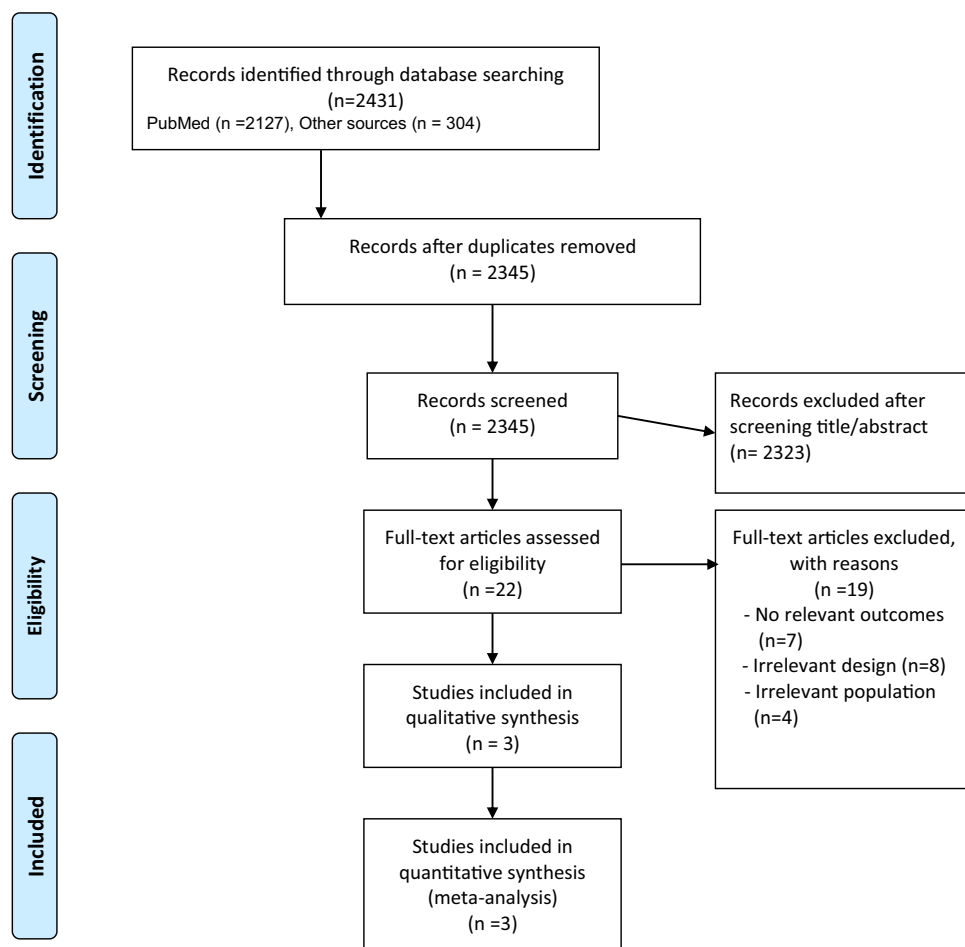 Identification
Records identified through database searching
(n=2431)
PubMed (n =2127), Other sources (n = 304)
Records after duplicates removed
(n = 2345)
Screening
Records screened
(n = 2345)
Records excluded after
screening title/abstract
(n= 2323)
Eligibility
Full-text articles assessed
for eligibility
(n =22)
Full-text articles excluded,
with reasons
(n =19)
- No relevant outcomes
(n=7)
- Irrelevant design (n=8)
- Irrelevant population
(n=4)
Studies included in
qualitative synthesis
(n = 3)
Included
Studies included in
quantitative synthesis
(meta-analysis)
(n =3)